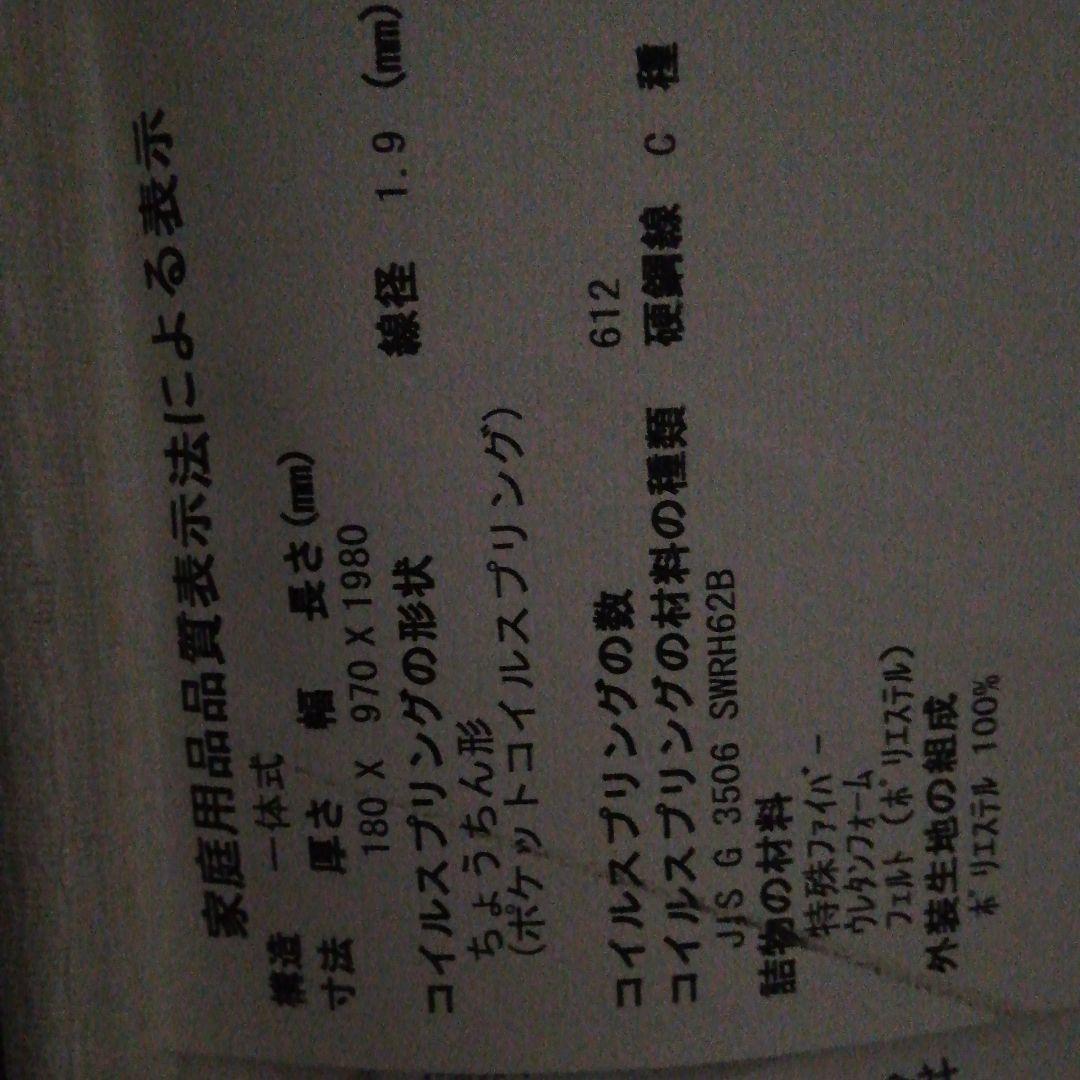 家庭用品品質表示法による表示
構造 一体式
寸法 厚さ 幅 長さ(mm)
180 X 970 X 1980
線径 1.9 (mm)
コイルスプリングの形状
ちょうちん形
(ポケットコイルスプリング)
コイルスプリングの数 612
コイルスプリングの材料の種類 硬鋼線 C 種
JIS G 3506 SWRH62B
詰物の材料
特殊ﾌｧｲﾊﾞｰ
ｳﾚﾀﾝﾌｫｰﾑ
ﾌｪﾙﾄ (ﾎﾟﾘｴｽﾃﾙ)
外装生地の組成
ﾎﾟﾘｴｽﾃﾙ 100%